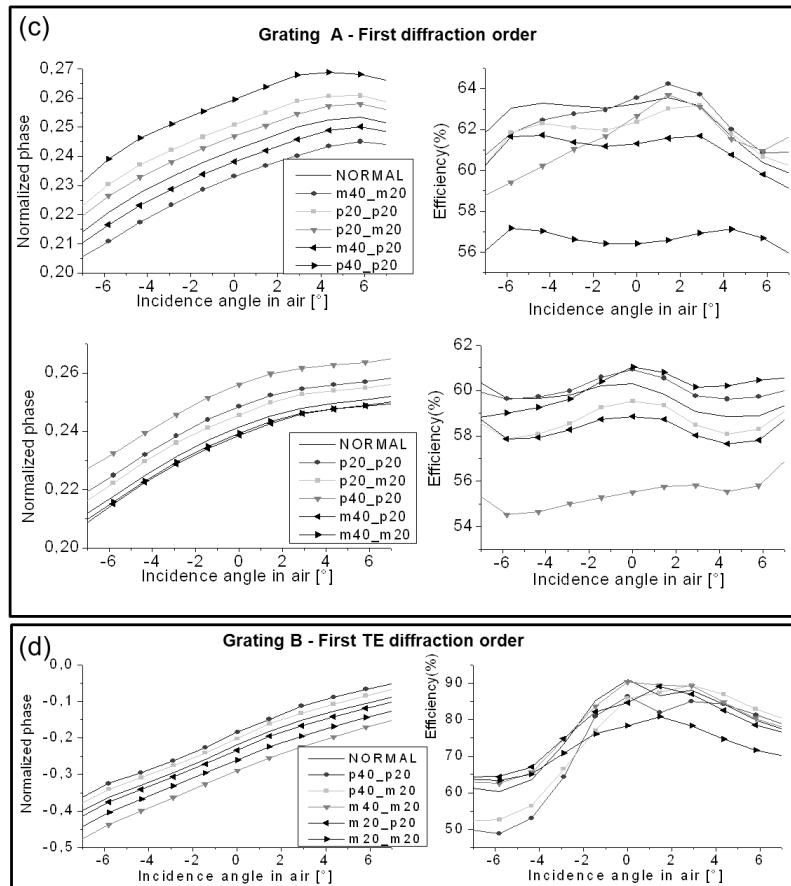 (c)
Grating A - First diffraction order
Normalized phase
0,27
0,26
0,25
0,24
0,23
0,22
0,21
0,20
-6 -4 -2 0 2 4 6
Incidence angle in air [°]
NORMAL
m40_m20
p20_p20
p20_m20
m40_p20
p40_p20
Efficiency(%)
64
62
60
58
56
-6 -4 -2 0 2 4 6
Incidence angle in air [°]
Normalized phase
0,26
0,24
0,22
0,20
-6 -4 -2 0 2 4 6
Incidence angle in air [°]
NORMAL
p20_p20
p20_m20
p40_p20
m40_p20
m40_m20
Efficiency(%)
62
60
58
56
54
-6 -4 -2 0 2 4 6
Incidence angle in air [°]
(d)
Grating B - First TE diffraction order
Normalized phase
0,0
-0,1
-0,2
-0,3
-0,4
-0,5
-6 -4 -2 0 2 4 6
Incidence angle in air [°]
NORMAL
p40_p20
p40_m20
m40_m20
m20_p20
m20_m20
Efficiency(%)
90
80
70
60
50
-6 -4 -2 0 2 4 6
Incidence angle in air [°]